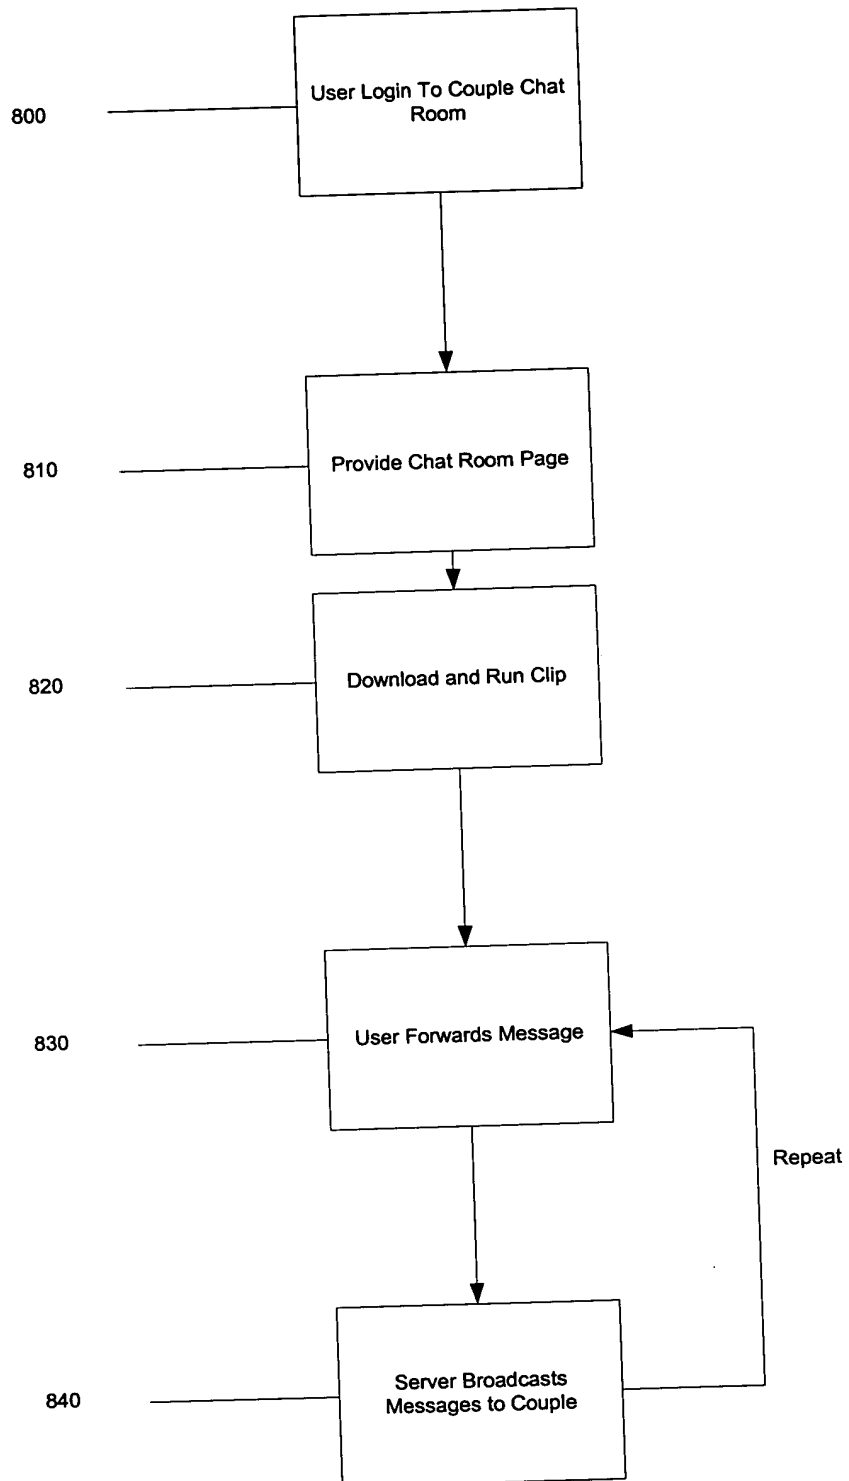 800
User Login To Couple Chat
Room
810
Provide Chat Room Page
820
Download and Run Clip
830
User Forwards Message
Repeat
840
Server Broadcasts
Messages to Couple